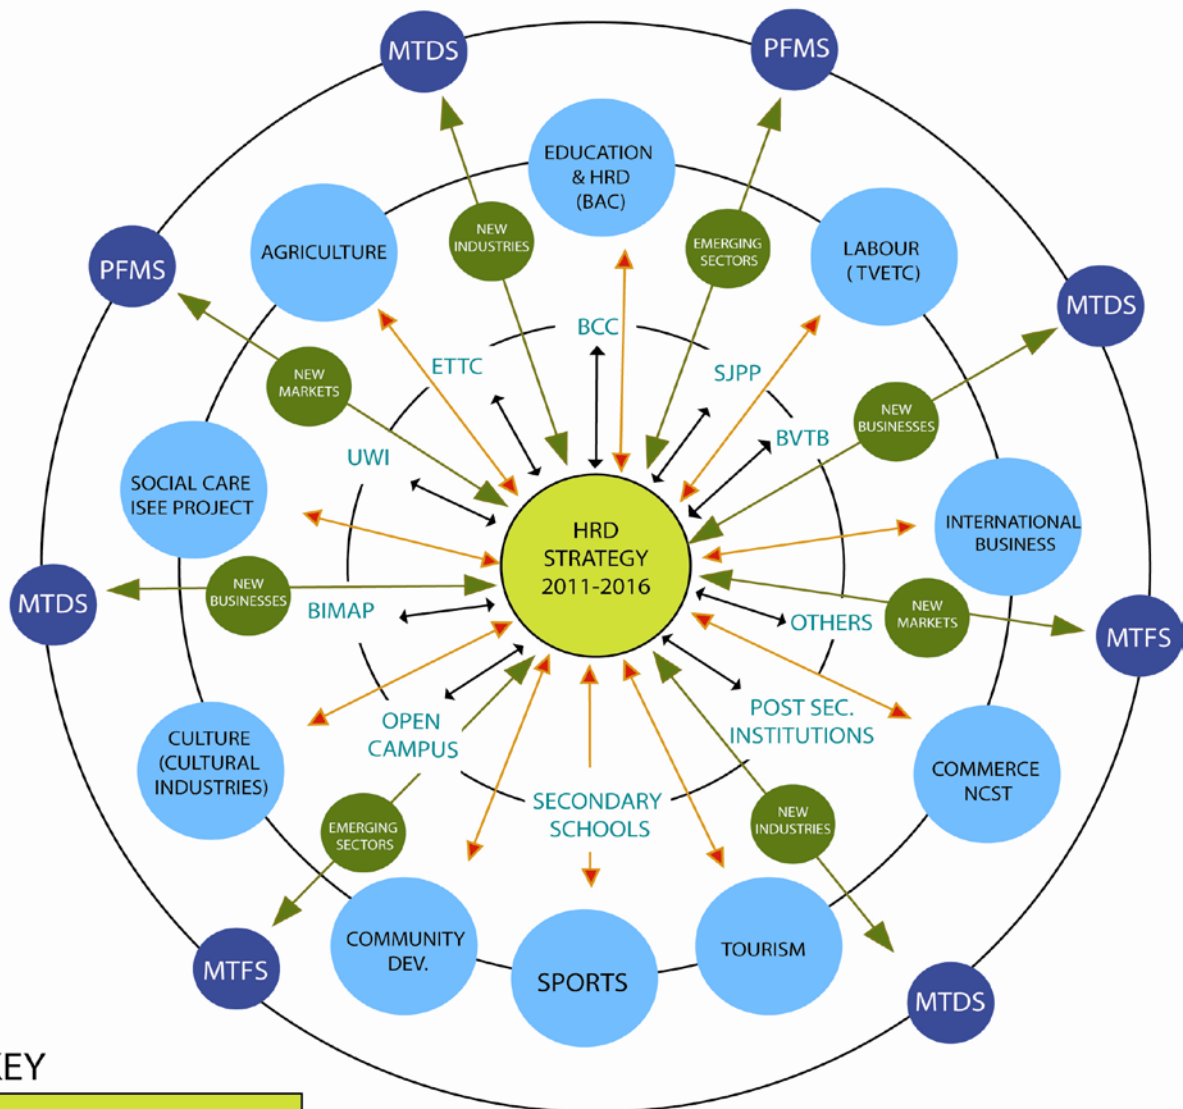 MTDS
PFMS
EDUCATION
& HRD
(BAC)
NEW
INDUSTRIES
EMERGING
SECTORS
AGRICULTURE
LABOUR
( TVETC)
PFMS
MTDS
BCC
ETTC
SJPP
NEW
MARKETS
NEW
BUSINESSES
BVTB
UWI
SOCIAL CARE
ISEE PROJECT
HRD
STRATEGY
2011-2016
INTERNATIONAL
BUSINESS
MTDS
NEW
BUSINESSES
BIMAP
OTHERS
NEW
MARKETS
MTFS
OPEN
CAMPUS
POST SEC.
INSTITUTIONS
CULTURE
(CULTURAL
INDUSTRIES)
COMMERCE
NCST
SECONDARY
SCHOOLS
EMERGING
SECTORS
NEW
INDUSTRIES
MTFS
COMMUNITY
DEV.
SPORTS
TOURISM
MTDS
KEY